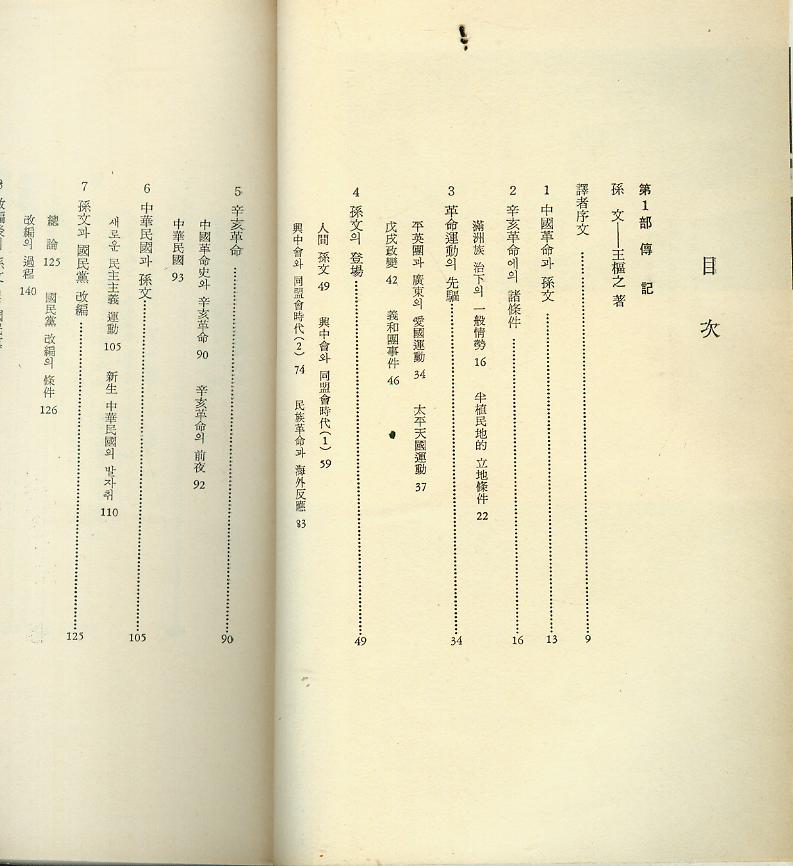 目次
第1部 傳記
孫 文——王樞之 著
譯者序文 9
1 中國革命과 孫文 13
2 辛亥革命에의 諸條件 16
滿洲族 治下의 一般情勢 16 半植民地的 立地條件 22
3 革命運動의 先驅 34
平英團과 廣東의 愛國運動 34 太平天國運動 37
戊戌政變 42 義和團事件 46
4 孫文의 登場 49
人間 孫文 49 興中會와 同盟會時代(1) 59
興中會와 同盟會時代(2) 74 民族革命과 海外反應 83
5 辛亥革命 90
中國革命史와 辛亥革命 90 辛亥革命의 前夜 92
中華民國 93
6 中華民國과 孫文 105
새로운 民主主義 運動 105 新生 中華民國의 발자취 110
7 孫文과 國民黨 改編 125
總論 125 國民黨 改編의 條件 126
改編의 過程 140